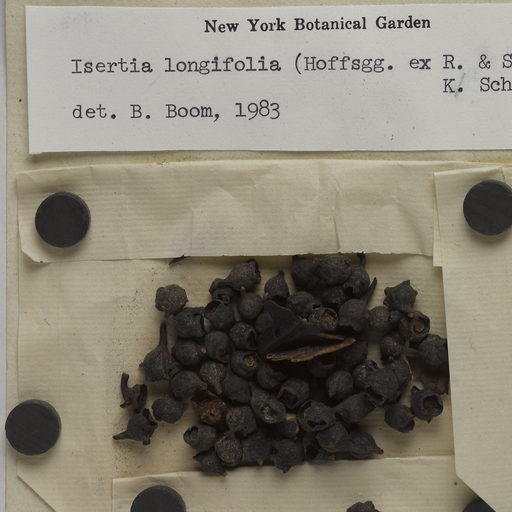 New York Botanical Garden
Isertia longifolia (Hoffsgg. ex R. & S
K. Sch
det. B. Boom, 1983